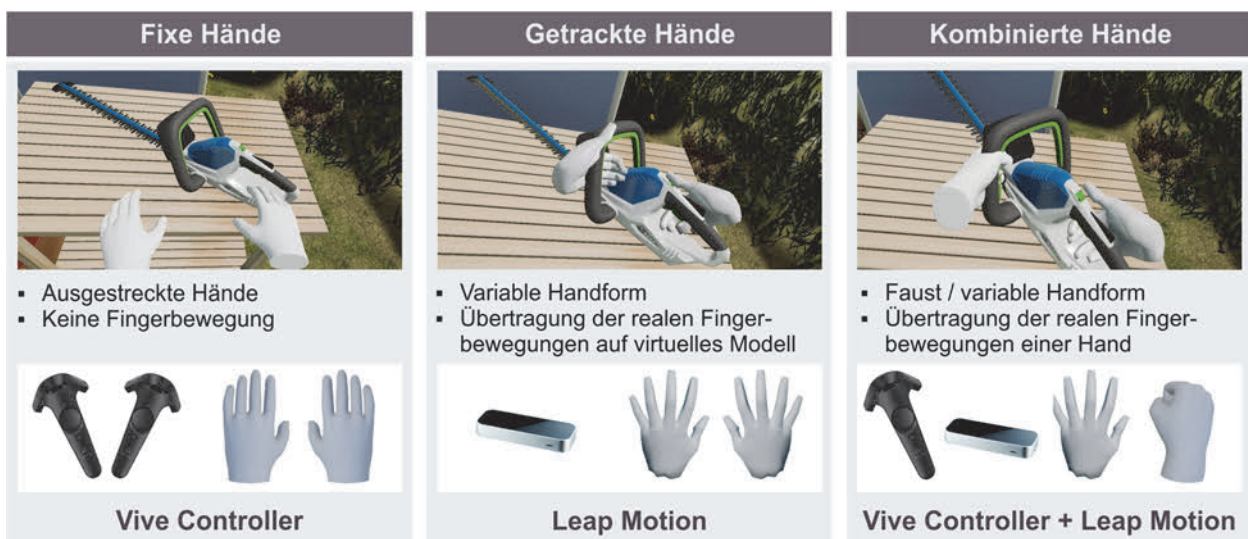 Fixe Hände
Ausgestreckte Hände
Keine Fingerbewegung
Vive Controller
Getrackte Hände
Variable Handform
Übertragung der realen Finger-
bewegungen auf virtuelles Modell
Leap Motion
Kombinierte Hände
Faust / variable Handform
Übertragung der realen Finger-
bewegungen einer Hand
Vive Controller + Leap Motion